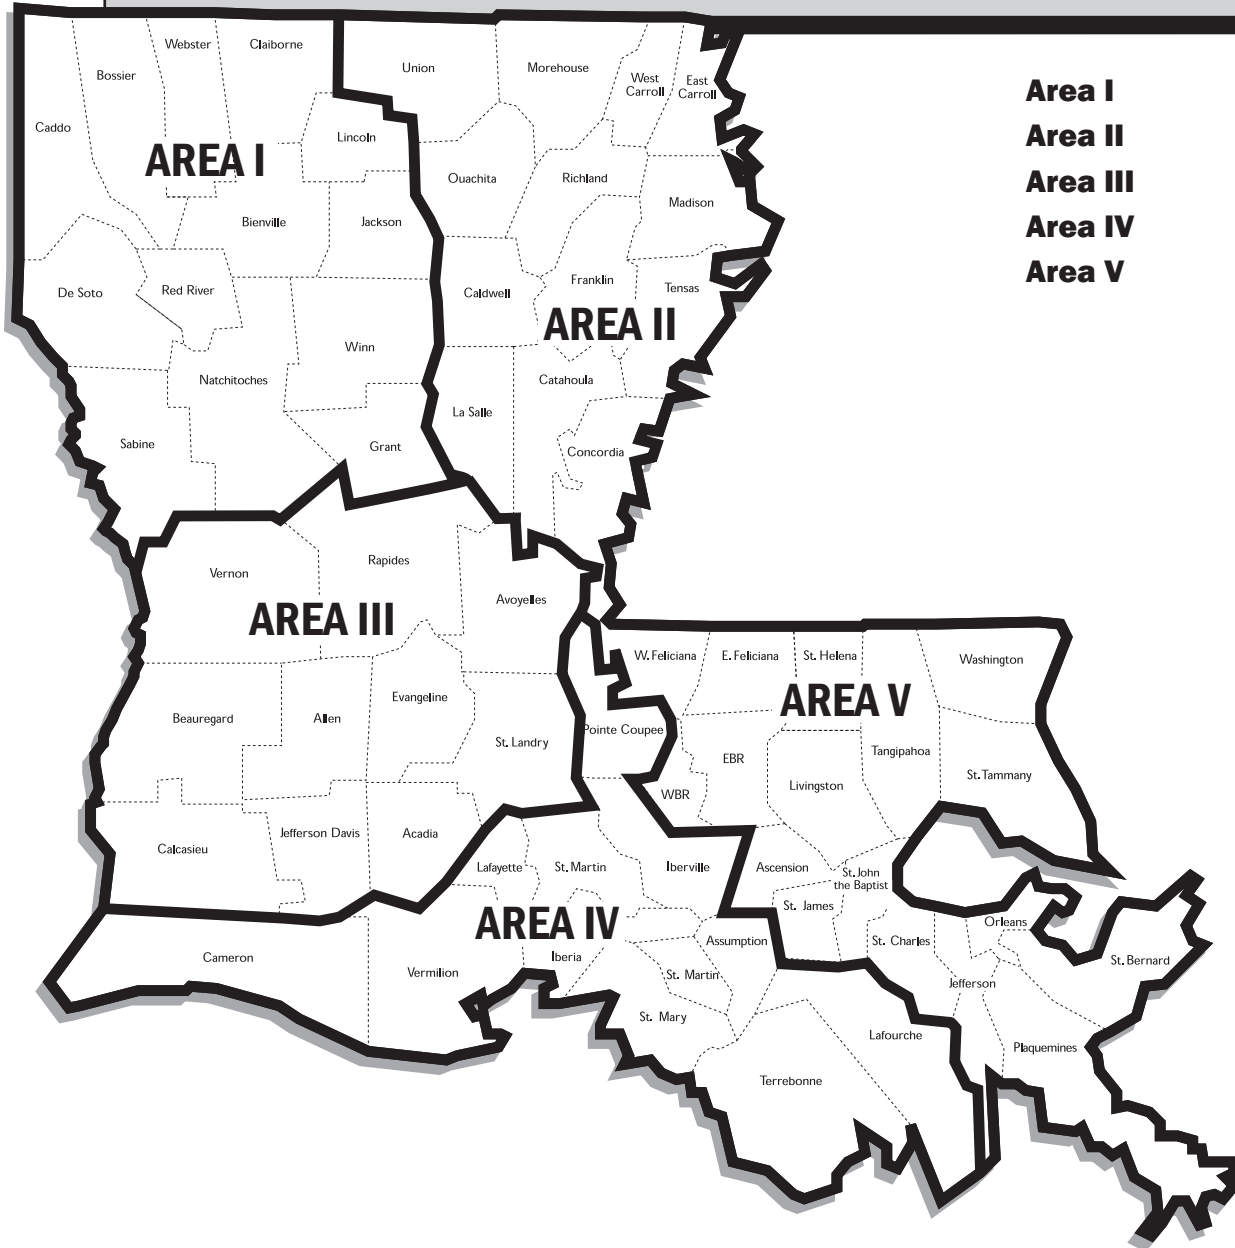 Webster
Claiborne
Bossier
Union
Morehouse
West
Carroll
East
Carroll
Caddo
Lincoln
AREA I
Ouachita
Richland
Madison
Bienville
Jackson
De Soto
Red River
Caldwell
Franklin
Tensas
AREA II
Winn
Natchitoches
Catahoula
La Salle
Sabine
Grant
Concordia
Area I
Area II
Area III
Area IV
Area V
Vernon
Rapides
Avoyelles
AREA III
W. Feliciana
E. Feliciana
St. Helena
Washington
AREA V
Beauregard
Allen
Evangeline
St. Landry
Pointe Coupee
EBR
Tangipahoa
Livingston
St. Tammany
WBR
Calcasieu
Jefferson Davis
Acadia
Lafayette
St. Martin
Iberville
Ascension
St. John
the Baptist
St. James
AREA IV
Orleans
Assumption
St. Charles
Cameron
Vermilion
Iberia
St. Martin
St. Bernard
Jefferson
St. Mary
Lafourche
Plaquemines
Terrebonne